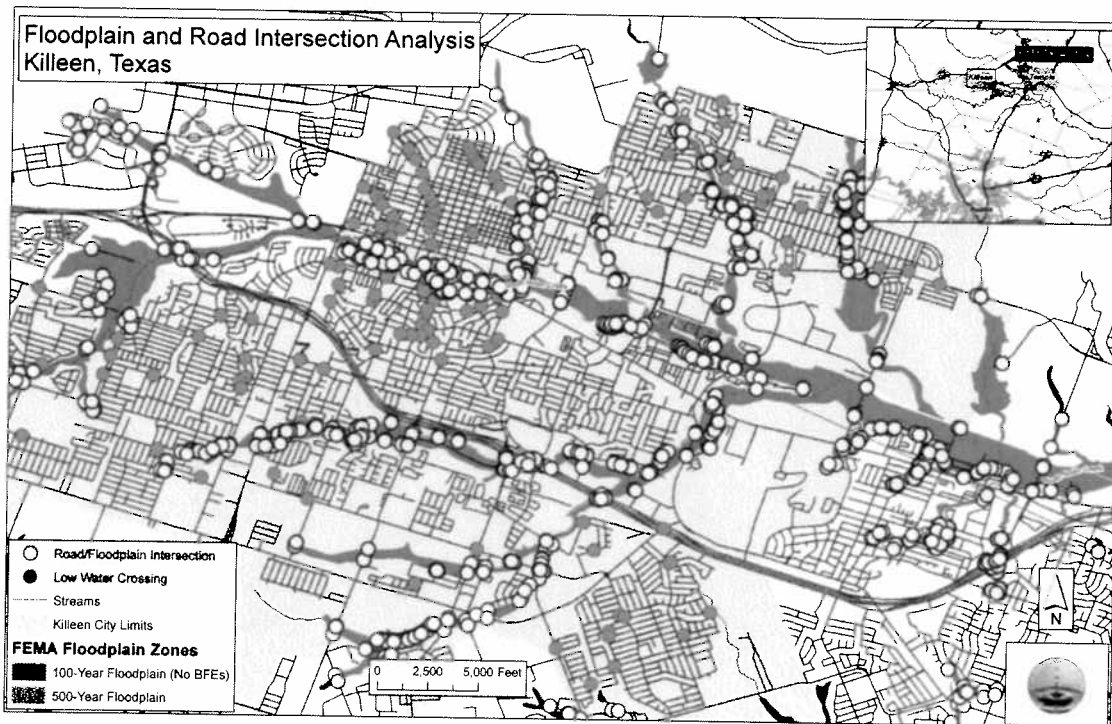 Floodplain and Road Intersection Analysis
Killeen, Texas
Killeen
Temple
Road/Floodplain Intersection
Low Water Crossing
Streams
Killeen City Limits
FEMA Floodplain Zones
100-Year Floodplain (No BFEs)
500-Year Floodplain
0 2,500 5,000 Feet
N